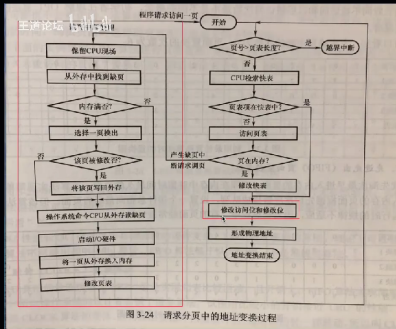 王道论坛
程序请求访问一页
开始
页号>页表长度?
是
越界中断
否
CPU检索快表
页表项在快表中?
是
否
访问页表
页在内存?
产生缺页中
断请求调页
是
修改快表
修改访问位和修改位
形成物理地址
地址变换结束
保留CPU现场
从外存中找到缺页
内存满否?
否
是
选择一页换出
否
该页被修改否?
是
将该页写回外存
操作系统命令CPU从外存读缺页
启动I/O硬件
将一页从外存换入内存
修改页表
图 3-24 请求分页中的地址变换过程